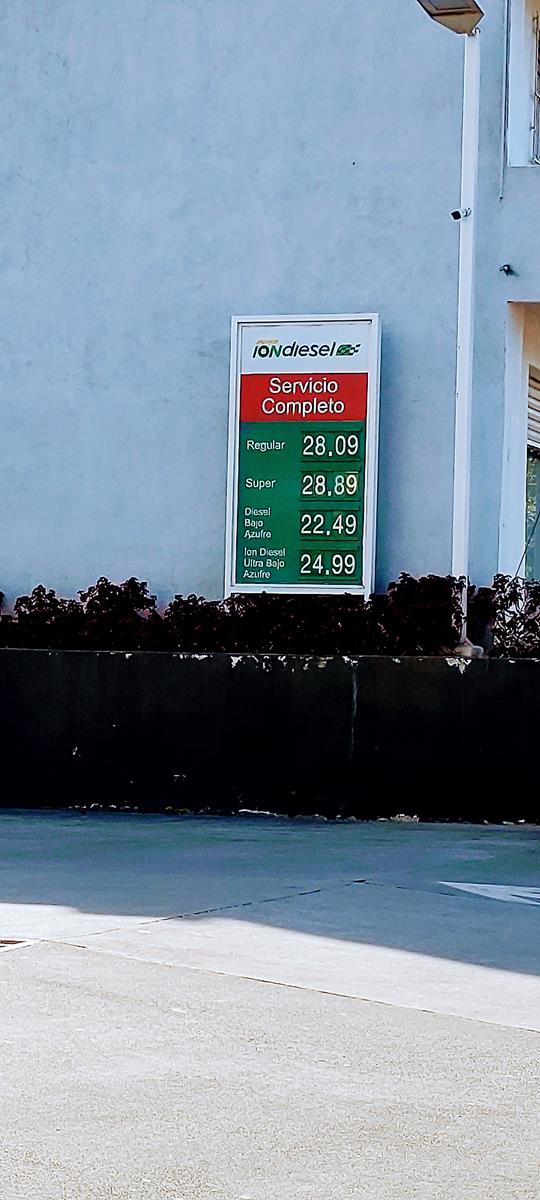 IONdiesel
Servicio
Completo
Regular 28.09
Super 28.89
Diesel
Bajo
Azufre 22.49
Ion Diesel
Ultra Bajo
Azufre 24.99